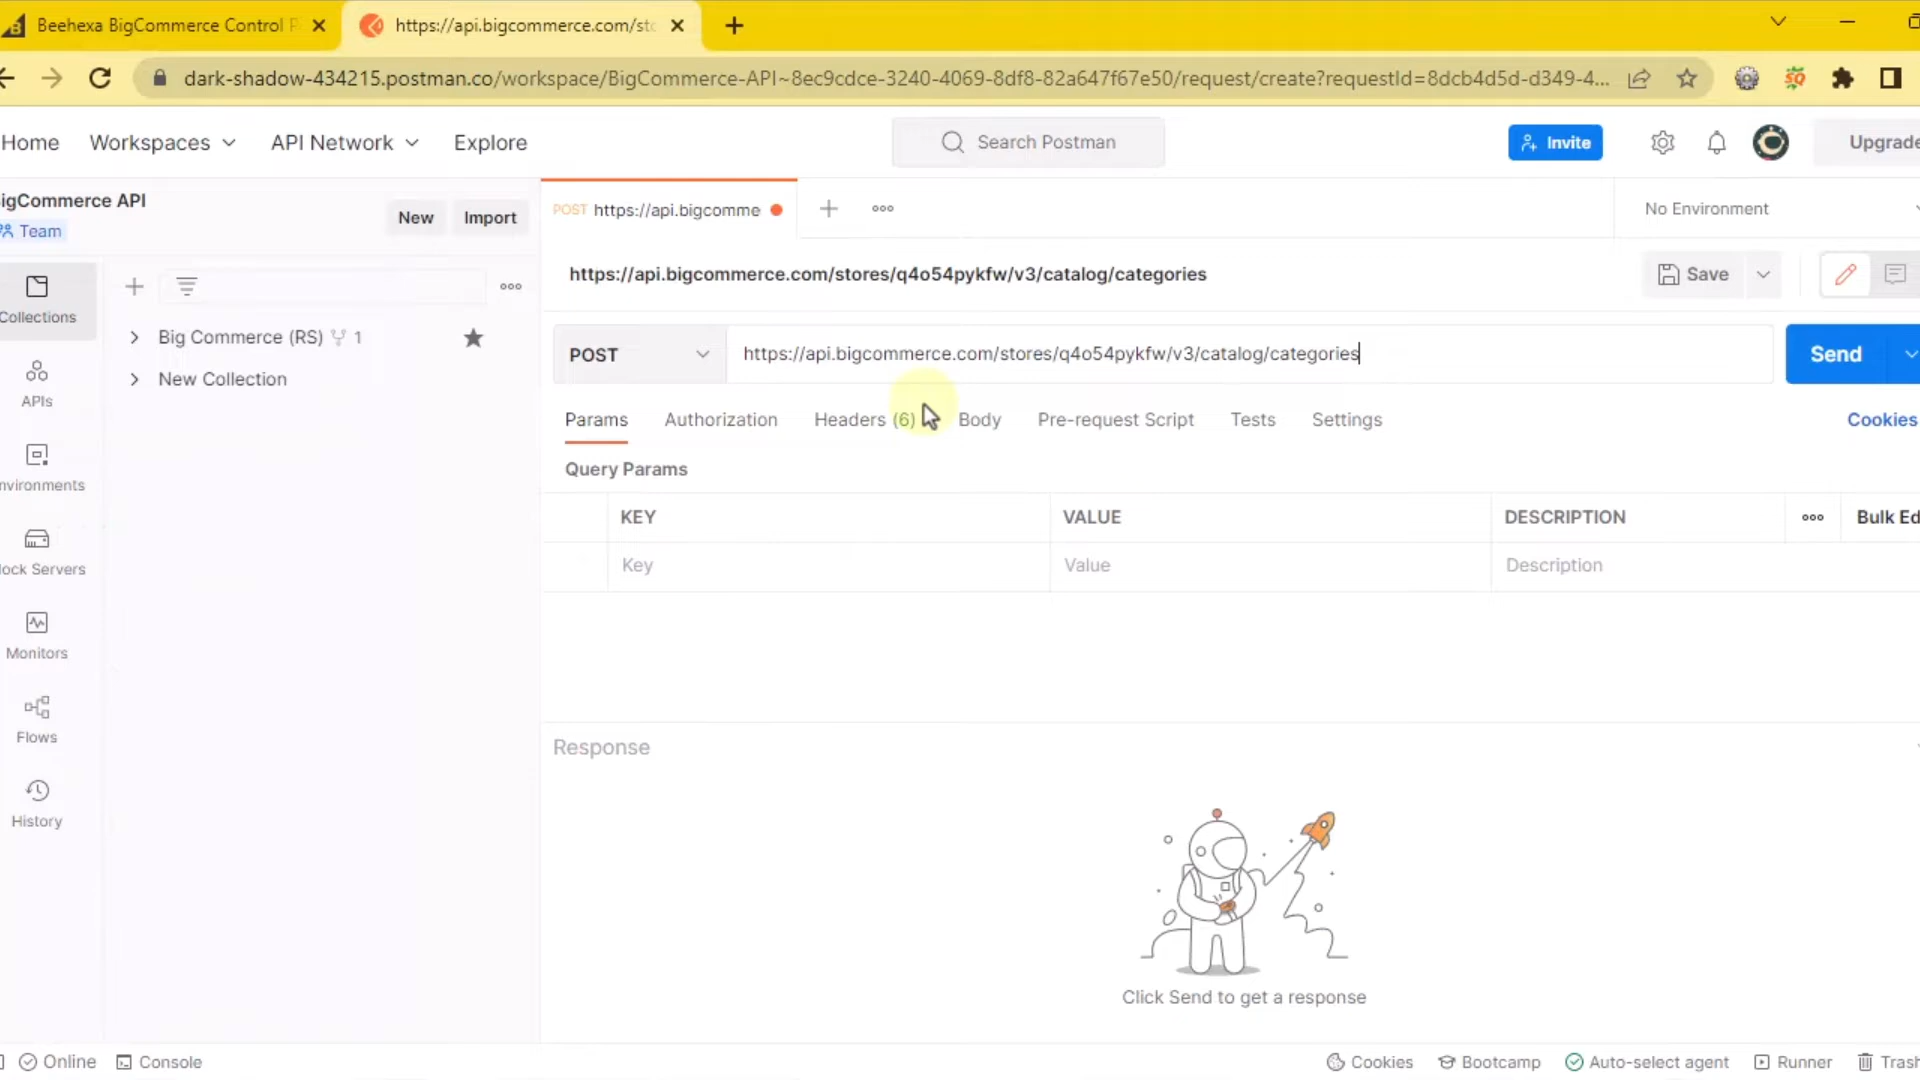 Beehexa BigCommerce Control P
https://api.bigcommerce.com/sto
dark-shadow-434215.postman.co/workspace/BigCommerce-API~8ec9cdce-3240-4069-8df8-82a647f67e50/request/create?requestId=8dcb4d5d-d349-4...
Home Workspaces API Network Explore Search Postman Invite Upgrade
igCommerce API
Team
New Import
POST https://api.bigcomme
No Environment
https://api.bigcommerce.com/stores/q4o54pykfw/v3/catalog/categories
Save
Collections
Big Commerce (RS) 1
New Collection
POST https://api.bigcommerce.com/stores/q4o54pykfw/v3/catalog/categories Send
APIs
Params Authorization Headers (6) Body Pre-request Script Tests Settings Cookies
Query Params
nvironments
KEY VALUE DESCRIPTION Bulk Ed
Key Value Description
lock Servers
Monitors
Flows
History
Response
Click Send to get a response
Online Console Cookies Bootcamp Auto-select agent Runner Trash